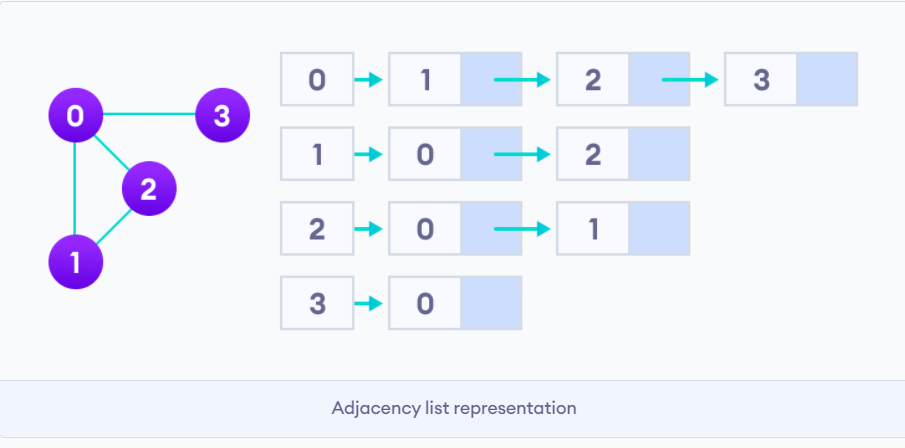 0 3
2
1
0 1 2 3
1 0 2
2 0 1
3 0
Adjacency list representation